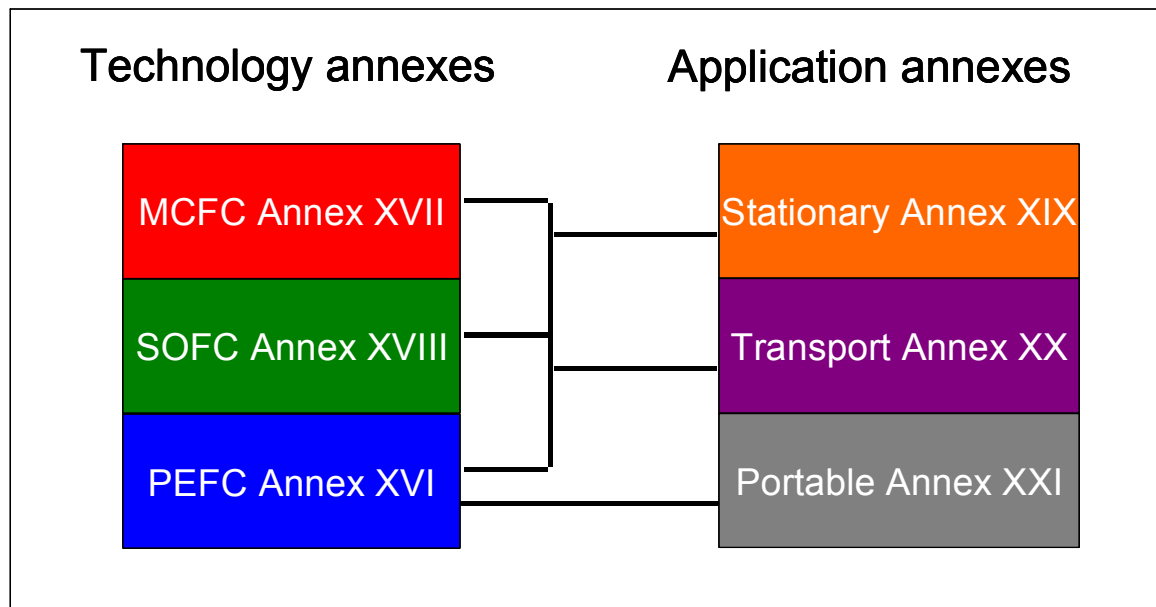 Technology annexes
Application annexes
MCFC Annex XVII
Stationary Annex XIX
SOFC Annex XVIII
Transport Annex XX
PEFC Annex XVI
Portable Annex XXI